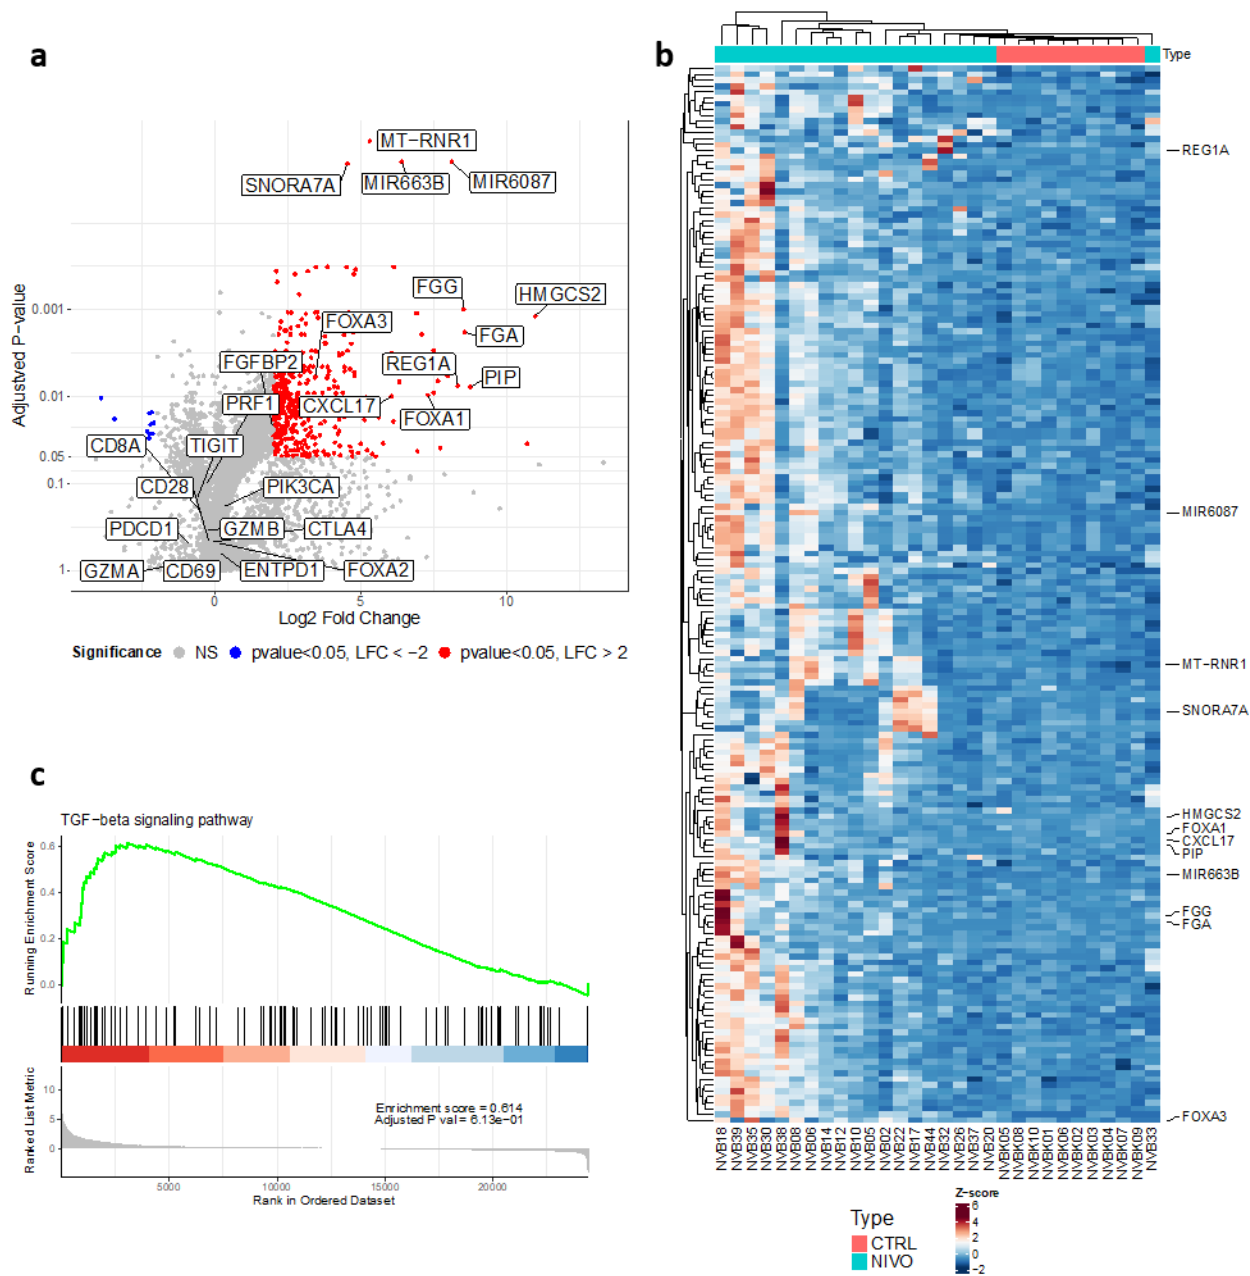 a
MT-RNR1
SNORA7A
MIR663B
MIR6087
FGG
HMGCS2
FOXA3
FGA
FGFBP2
REG1A
PIP
PRF1
CXCL17
FOXA1
CD8A
TIGIT
CD28
PIK3CA
PDCD1
GZMB
CTLA4
GZMA
CD69
ENTPD1
FOXA2
Adjustved P-value
0.001
0.01
0.05
0.1
1
0
5
10
Log2 Fold Change
Significance
NS
pvalue<0.05, LFC < −2
pvalue<0.05, LFC > 2
b
Type
REG1A
MIR6087
MT-RNR1
SNORA7A
HMGCS2
FOXA1
CXCL17
PIP
MIR663B
FGG
FGA
FOXA3
NVB18
NVB39
NVB35
NVB30
NVB38
NVB08
NVB06
NVB14
NVB12
NVB10
NVB05
NVB02
NVB22
NVB17
NVB44
NVB32
NVB26
NVB37
NVB20
NVBK05
NVBK08
NVBK10
NVBK01
NVBK06
NVBK02
NVBK03
NVBK04
NVBK07
NVBK09
NVB33
Type
CTRL
NIVO
Z-score
6
4
2
0
−2
c
TGF−beta signaling pathway
Running Enrichment Score
0.6
0.4
0.2
0.0
Ranked List Metric
10
5
0
Enrichment score = 0.614
Adjusted P val = 6.13e−01
5000
10000
15000
20000
Rank in Ordered Dataset